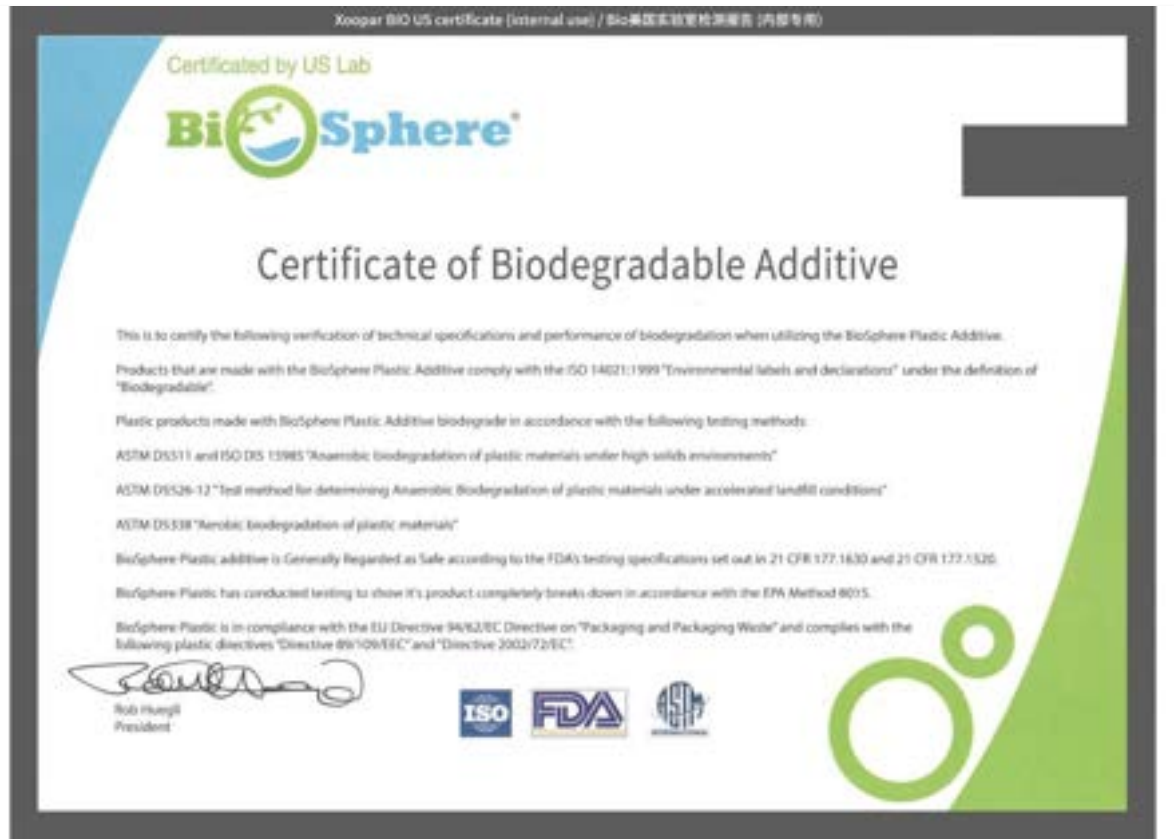 Xoopar BIO US certificate (internal use) / Bio美国实验室检测报告 (内部专用)
Certificated by US Lab
BiSphere®
Certificate of Biodegradable Additive
This is to certify the following verification of technical specifications and performance of biodegradation when utilizing the BioSphere Plastic Additive.
Products that are made with the BioSphere Plastic Additive comply with the ISO 14021:1999 "Environmental labels and declarations" under the definition of
"Biodegradable".
Plastic products made with BioSphere Plastic Additive biodegrade in accordance with the following testing methods:
ASTM D5511 and ISO DIS 15985 "Anaerobic biodegradation of plastic materials under high solids environments"
ASTM D5526-12 "Test method for determining Anaerobic Biodegradation of plastic materials under accelerated landfill conditions"
ASTM D5338 "Aerobic biodegradation of plastic materials"
BioSphere Plastic additive is Generally Regarded as Safe according to the FDA's testing specifications set out in 21 CFR 177.1630 and 21 CFR 177.1520.
BioSphere Plastic has conducted testing to show it's product completely breaks down in accordance with the EPA Method 8015.
BioSphere Plastic is in compliance with the EU Directive 94/62/EC Directive on "Packaging and Packaging Waste" and complies with the
following plastic directives "Directive 89/109/EEC" and "Directive 2002/72/EC".
Rob Huegli
President
ISO
FDA
ASTM
INTERNATIONAL